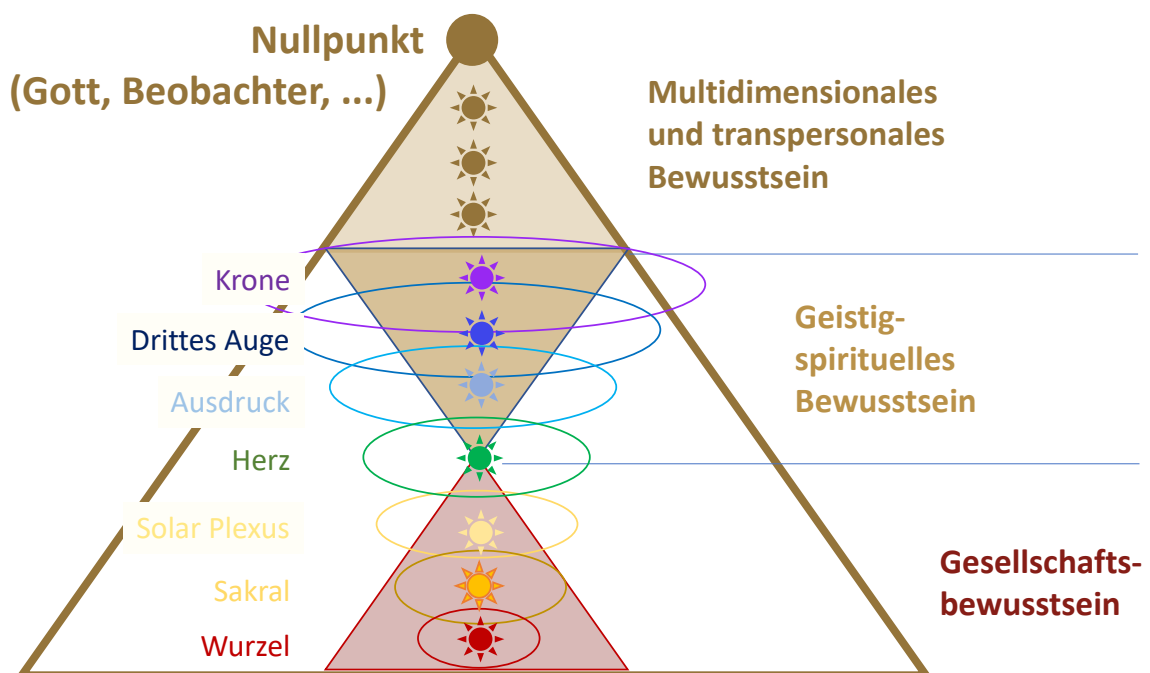 Nullpunkt
(Gott, Beobachter, ...)
Multidimensionales
und transpersonales
Bewusstsein
Krone
Drittes Auge
Ausdruck
Herz
Solar Plexus
Sakral
Wurzel
Geistig-
spirituelles
Bewusstsein
Gesellschafts-
bewusstsein